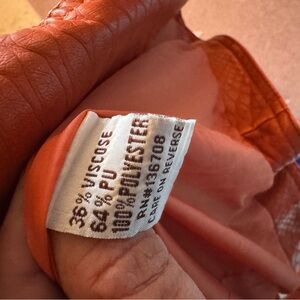 36% VISCOSE
64% PU
100% POLYESTER
RN#136708
CARE ON REVERSE